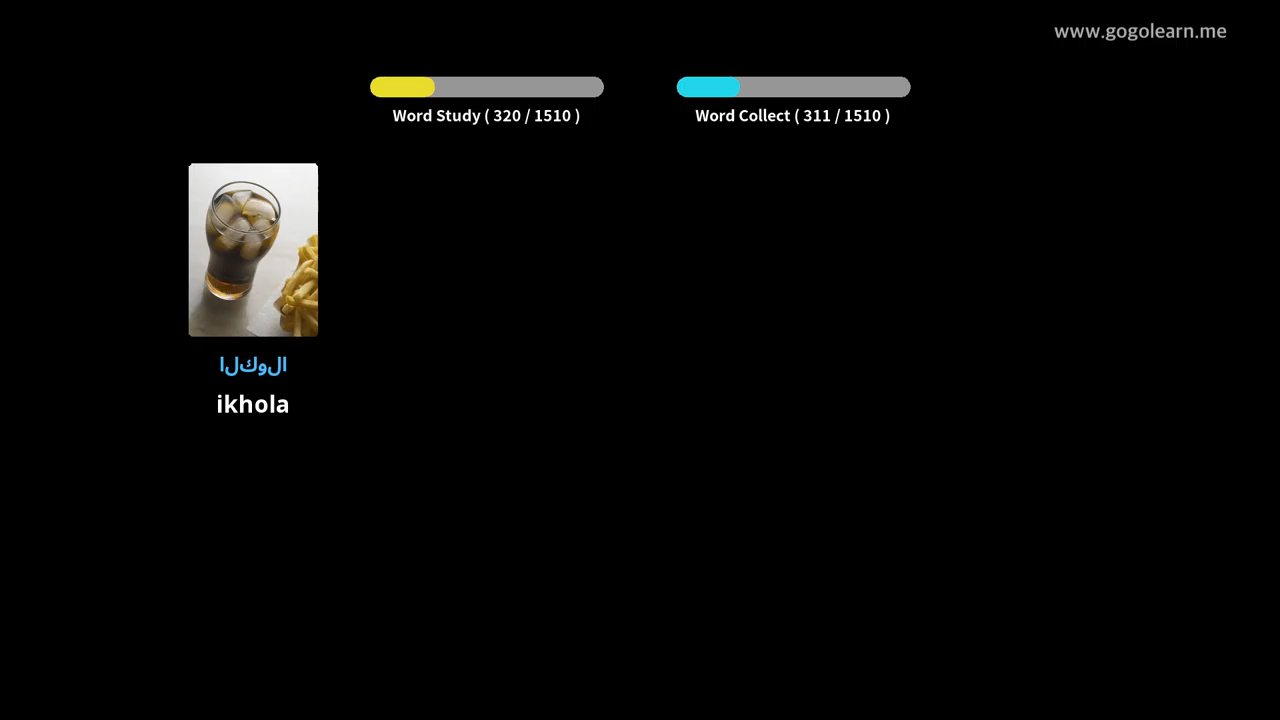 www.gogolearn.me
Word Study ( 320 / 1510 )
Word Collect ( 311 / 1510 )
الوكلا
ikhola